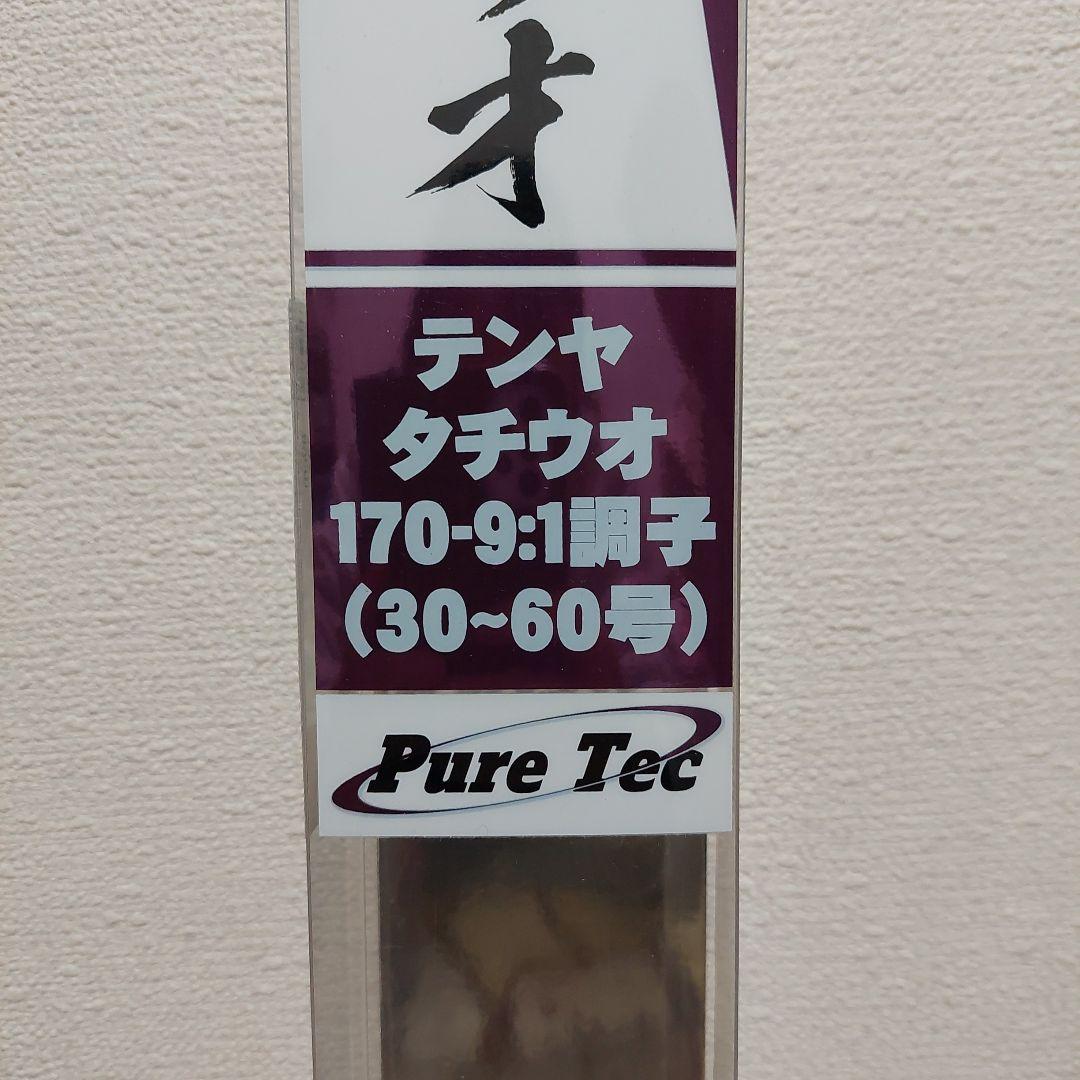 オ
テンヤ
タチウオ
170-9:1調子
(30~60号)
Pure Tec